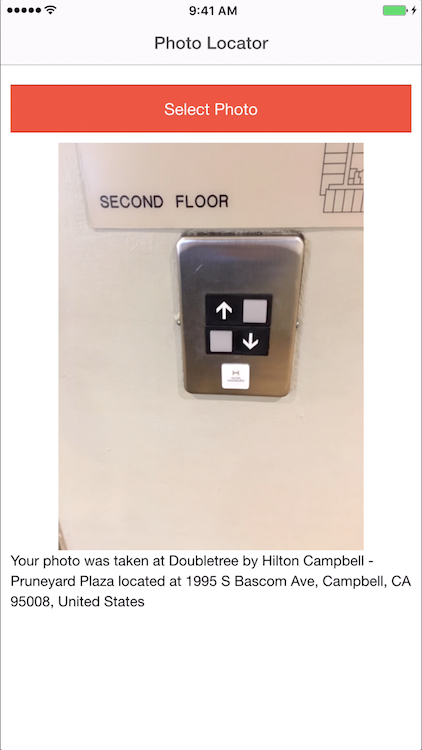 9:41 AM
Photo Locator
Select Photo
SECOND FLOOR
Your photo was taken at Doubletree by Hilton Campbell -
Pruneyard Plaza located at 1995 S Bascom Ave, Campbell, CA
95008, United States